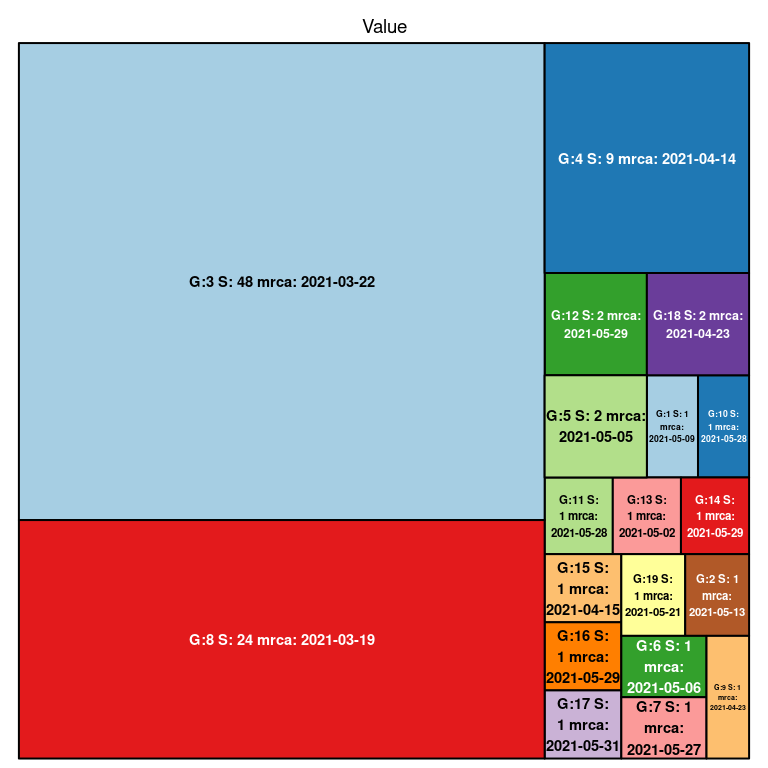 Value
G:3 S: 48 mrca: 2021-03-22
G:8 S: 24 mrca: 2021-03-19
G:4 S: 9 mrca: 2021-04-14
G:12 S: 2 mrca:
2021-05-29
G:18 S: 2 mrca:
2021-04-23
G:5 S: 2 mrca:
2021-05-05
G:1 S: 1
mrca:
2021-05-09
G:10 S:
1 mrca:
2021-05-28
G:11 S:
1 mrca:
2021-05-28
G:13 S:
1 mrca:
2021-05-02
G:14 S:
1 mrca:
2021-05-29
G:15 S:
1 mrca:
2021-04-15
G:16 S:
1 mrca:
2021-05-29
G:17 S:
1 mrca:
2021-05-31
G:19 S:
1 mrca:
2021-05-21
G:2 S: 1
mrca:
2021-05-13
G:6 S: 1
mrca:
2021-05-06
G:7 S: 1
mrca:
2021-05-27
G:9 S: 1
mrca:
2021-04-23